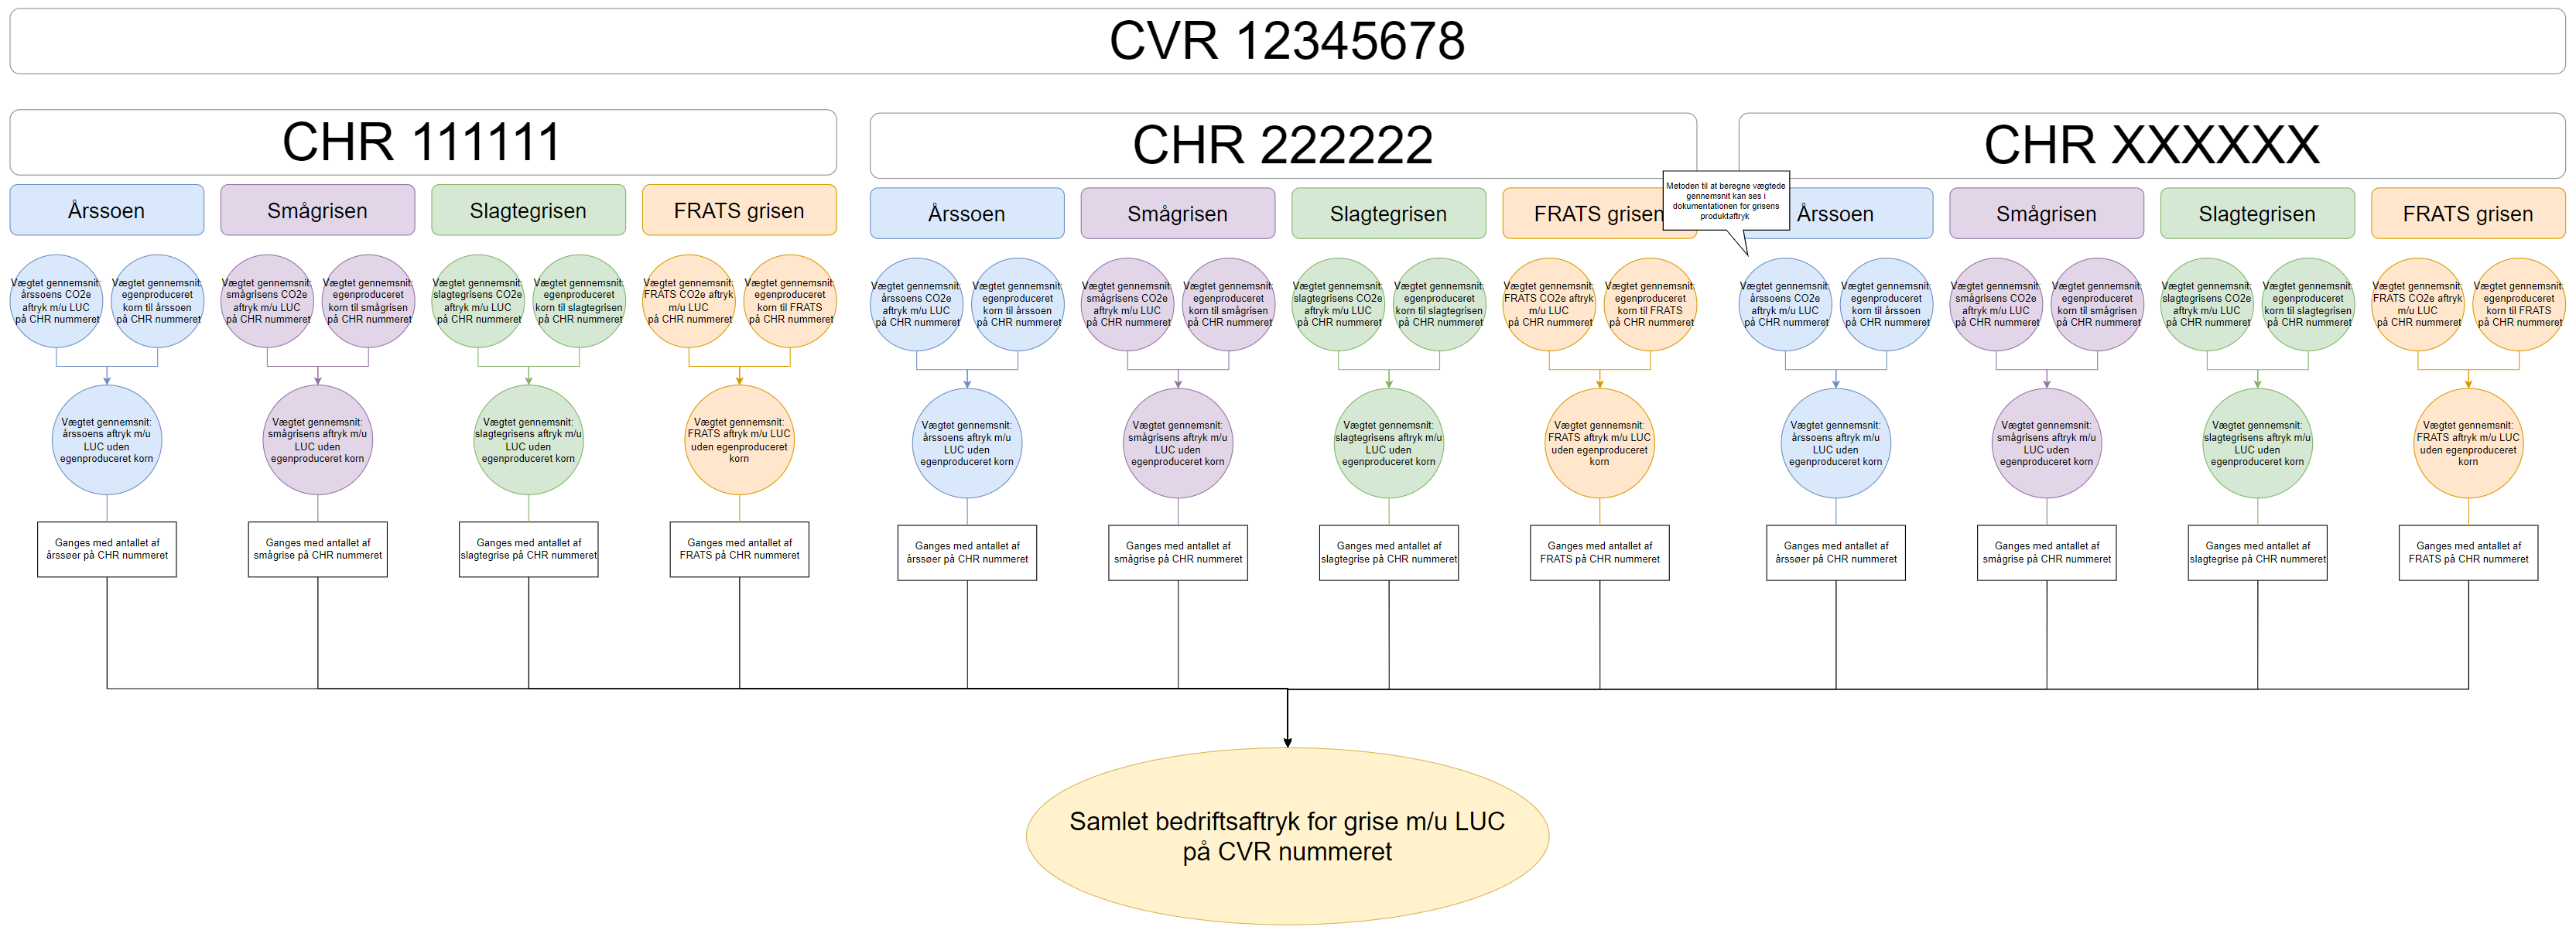 CVR 12345678
CHR 111111
CHR 222222
CHR XXXXXX
Årssoen
Smågrisen
Slagtegrisen
FRATS grisen
Årssoen
Smågrisen
Slagtegrisen
FRATS grisen
Metoden til at beregne vægtede
gennemsnit kan ses i
dokumentationen for grisens
produktaftryk
Årssoen
Smågrisen
Slagtegrisen
FRATS grisen
Vægtet gennemsnit:
årssoens CO2e
aftryk m/u LUC
på CHR nummeret
Vægtet gennemsnit:
egenproduceret
korn til årssoen
på CHR nummeret
Vægtet gennemsnit:
smågrisens CO2e
aftryk m/u LUC
på CHR nummeret
Vægtet gennemsnit:
egenproduceret
korn til smågrisen
på CHR nummeret
Vægtet gennemsnit:
slagtegrisens CO2e
aftryk m/u LUC
på CHR nummeret
Vægtet gennemsnit:
egenproduceret
korn til slagtegrisen
på CHR nummeret
Vægtet gennemsnit:
FRATS CO2e aftryk
m/u LUC
på CHR nummeret
Vægtet gennemsnit:
egenproduceret
korn til FRATS
på CHR nummeret
Vægtet gennemsnit:
årssoens CO2e
aftryk m/u LUC
på CHR nummeret
Vægtet gennemsnit:
egenproduceret
korn til årssoen
på CHR nummeret
Vægtet gennemsnit:
smågrisens CO2e
aftryk m/u LUC
på CHR nummeret
Vægtet gennemsnit:
egenproduceret
korn til smågrisen
på CHR nummeret
Vægtet gennemsnit:
slagtegrisens CO2e
aftryk m/u LUC
på CHR nummeret
Vægtet gennemsnit:
egenproduceret
korn til slagtegrisen
på CHR nummeret
Vægtet gennemsnit:
FRATS CO2e aftryk
m/u LUC
på CHR nummeret
Vægtet gennemsnit:
egenproduceret
korn til FRATS
på CHR nummeret
Vægtet gennemsnit:
årssoens CO2e
aftryk m/u LUC
på CHR nummeret
Vægtet gennemsnit:
egenproduceret
korn til årssoen
på CHR nummeret
Vægtet gennemsnit:
smågrisens CO2e
aftryk m/u LUC
på CHR nummeret
Vægtet gennemsnit:
egenproduceret
korn til smågrisen
på CHR nummeret
Vægtet gennemsnit:
slagtegrisens CO2e
aftryk m/u LUC
på CHR nummeret
Vægtet gennemsnit:
egenproduceret
korn til slagtegrisen
på CHR nummeret
Vægtet gennemsnit:
FRATS CO2e aftryk
m/u LUC
på CHR nummeret
Vægtet gennemsnit:
egenproduceret
korn til FRATS
på CHR nummeret
Vægtet gennemsnit:
årssoens aftryk m/u
LUC uden
egenproduceret korn
Vægtet gennemsnit:
smågrisens aftryk m/u
LUC uden
egenproduceret korn
Vægtet gennemsnit:
slagtegrisens aftryk m/u
LUC uden
egenproduceret korn
Vægtet gennemsnit:
FRATS aftryk m/u LUC
uden egenproduceret
korn
Vægtet gennemsnit:
årssoens aftryk m/u
LUC uden
egenproduceret korn
Vægtet gennemsnit:
smågrisens aftryk m/u
LUC uden
egenproduceret korn
Vægtet gennemsnit:
slagtegrisens aftryk m/u
LUC uden
egenproduceret korn
Vægtet gennemsnit:
FRATS aftryk m/u LUC
uden egenproduceret
korn
Vægtet gennemsnit:
årssoens aftryk m/u
LUC uden
egenproduceret korn
Vægtet gennemsnit:
smågrisens aftryk m/u
LUC uden
egenproduceret korn
Vægtet gennemsnit:
slagtegrisens aftryk m/u
LUC uden
egenproduceret korn
Vægtet gennemsnit:
FRATS aftryk m/u LUC
uden egenproduceret
korn
Ganges med antallet af
årssøer på CHR nummeret
Ganges med antallet af
smågrise på CHR nummeret
Ganges med antallet af
slagtegrise på CHR nummeret
Ganges med antallet af
FRATS på CHR nummeret
Ganges med antallet af
årssøer på CHR nummeret
Ganges med antallet af
smågrise på CHR nummeret
Ganges med antallet af
slagtegrise på CHR nummeret
Ganges med antallet af
FRATS på CHR nummeret
Ganges med antallet af
årssøer på CHR nummeret
Ganges med antallet af
smågrise på CHR nummeret
Ganges med antallet af
slagtegrise på CHR nummeret
Ganges med antallet af
FRATS på CHR nummeret
Samlet bedriftsaftryk for grise m/u LUC
på CVR nummeret